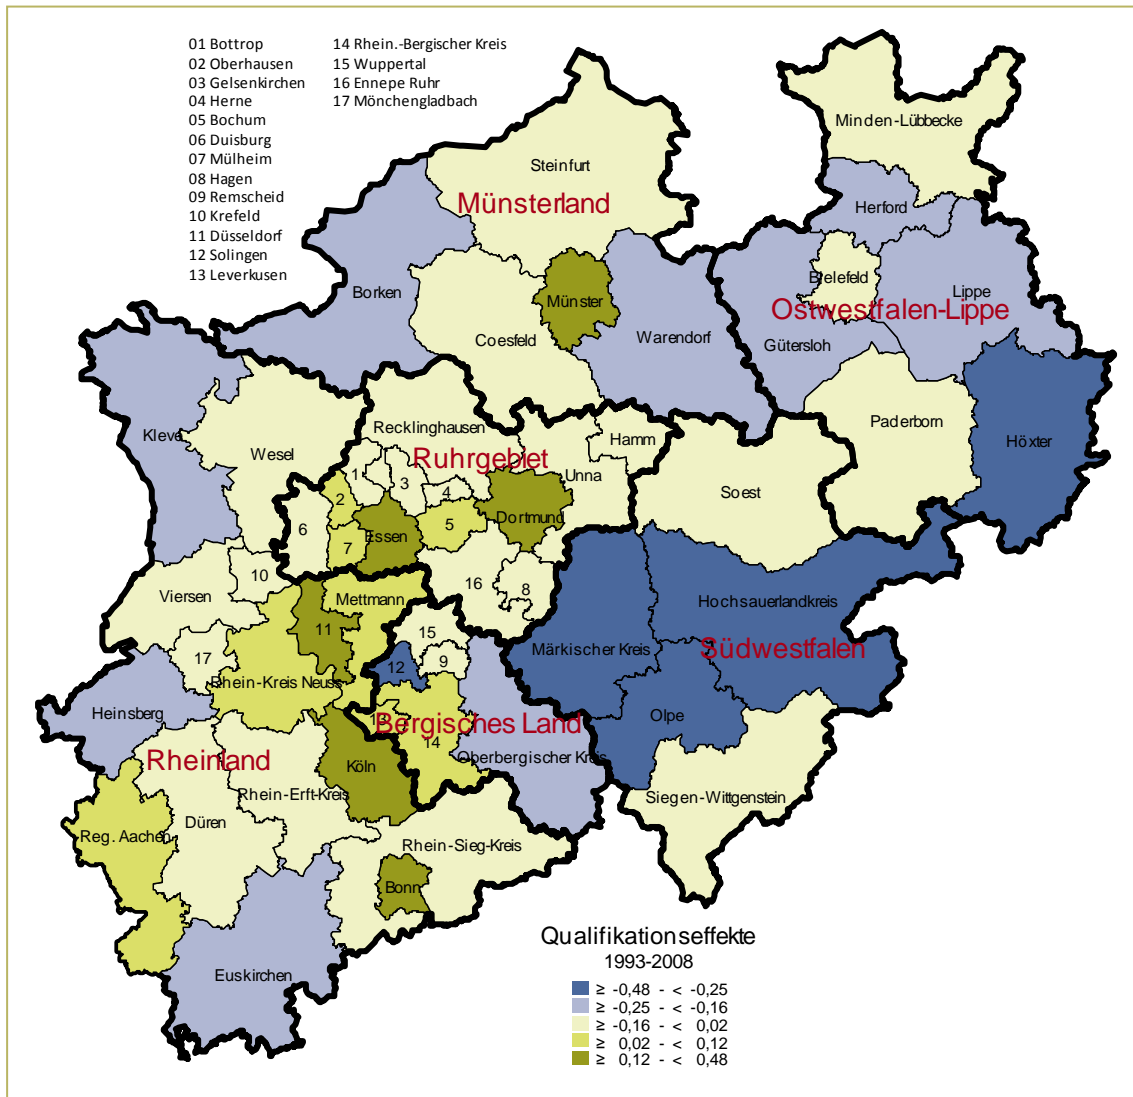 01 Bottrop
02 Oberhausen
03 Gelsenkirchen
04 Herne
05 Bochum
06 Duisburg
07 Mülheim
08 Hagen
09 Remscheid
10 Krefeld
11 Düsseldorf
12 Solingen
13 Leverkusen
14 Rhein.-Bergischer Kreis
15 Wuppertal
16 Ennepe Ruhr
17 Mönchengladbach
Minden-Lübbecke
Steinfurt
Münsterland
Herford
Bielefeld
Borken
Münster
Lippe
Ostwestfalen-Lippe
Coesfeld
Warendorf
Gütersloh
Kleve
Wesel
Recklinghausen
Hamm
Paderborn
Höxter
Ruhrgebiet
Unna
1
3
2
4
Soest
6
5
Dortmund
7
Essen
10
16
8
Viersen
Mettmann
Hochsauerlandkreis
11
15
17
12
9
Märkischer Kreis
Südwestfalen
Rhein-Kreis Neuss
Heinsberg
13
Bergisches Land
Olpe
14
Rheinland
Köln
Oberbergischer Kreis
Rhein-Erft-Kreis
Siegen-Wittgenstein
Reg. Aachen
Düren
Rhein-Sieg-Kreis
Bonn
Euskirchen
Qualifikationseffekte
1993-2008
≥ -0,48 - < -0,25
≥ -0,25 - < -0,16
≥ -0,16 - < 0,02
≥ 0,02 - < 0,12
≥ 0,12 - < 0,48